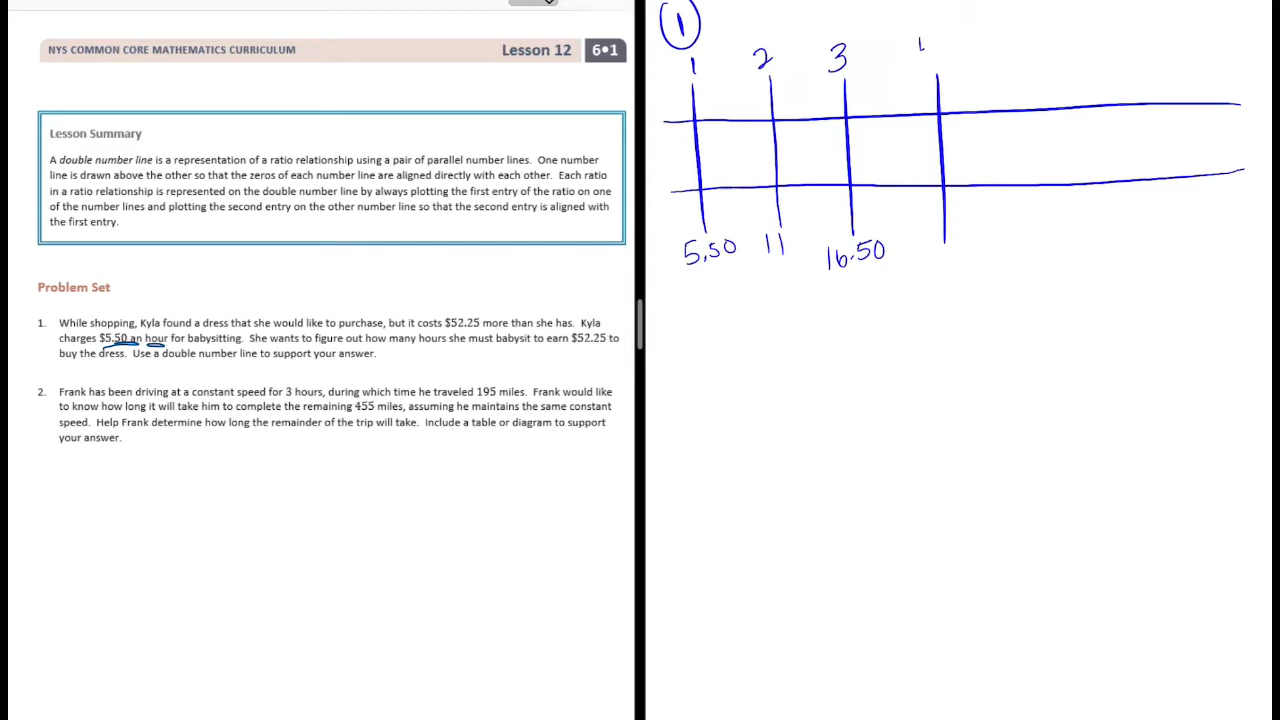 NYS COMMON CORE MATHEMATICS CURRICULUM
Lesson 12
6•1
Lesson Summary
A double number line is a representation of a ratio relationship using a pair of parallel number lines. One number
line is drawn above the other so that the zeros of each number line are aligned directly with each other. Each ratio
in a ratio relationship is represented on the double number line by always plotting the first entry of the ratio on one
of the number lines and plotting the second entry on the other number line so that the second entry is aligned with
the first entry.
Problem Set
1. While shopping, Kyla found a dress that she would like to purchase, but it costs $52.25 more than she has. Kyla
charges $5.50 an hour for babysitting. She wants to figure out how many hours she must babysit to earn $52.25 to
buy the dress. Use a double number line to support your answer.
2. Frank has been driving at a constant speed for 3 hours, during which time he traveled 195 miles. Frank would like
to know how long it will take him to complete the remaining 455 miles, assuming he maintains the same constant
speed. Help Frank determine how long the remainder of the trip will take. Include a table or diagram to support
your answer.
1
1 2 3
5.50 11 16.50